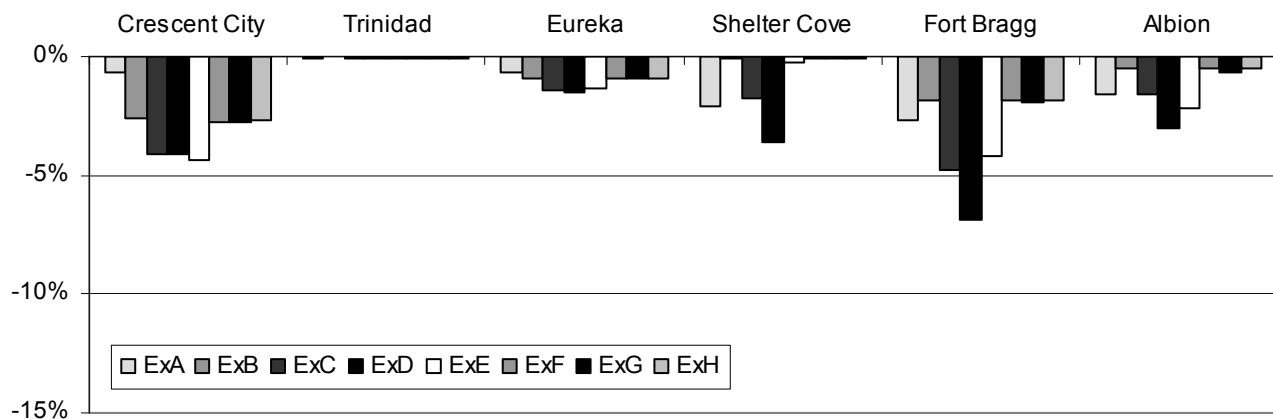 Crescent City Trinidad Eureka Shelter Cove Fort Bragg Albion
0%
-5%
-10%
ExA ExB ExC ExD ExE ExF ExG ExH
-15%